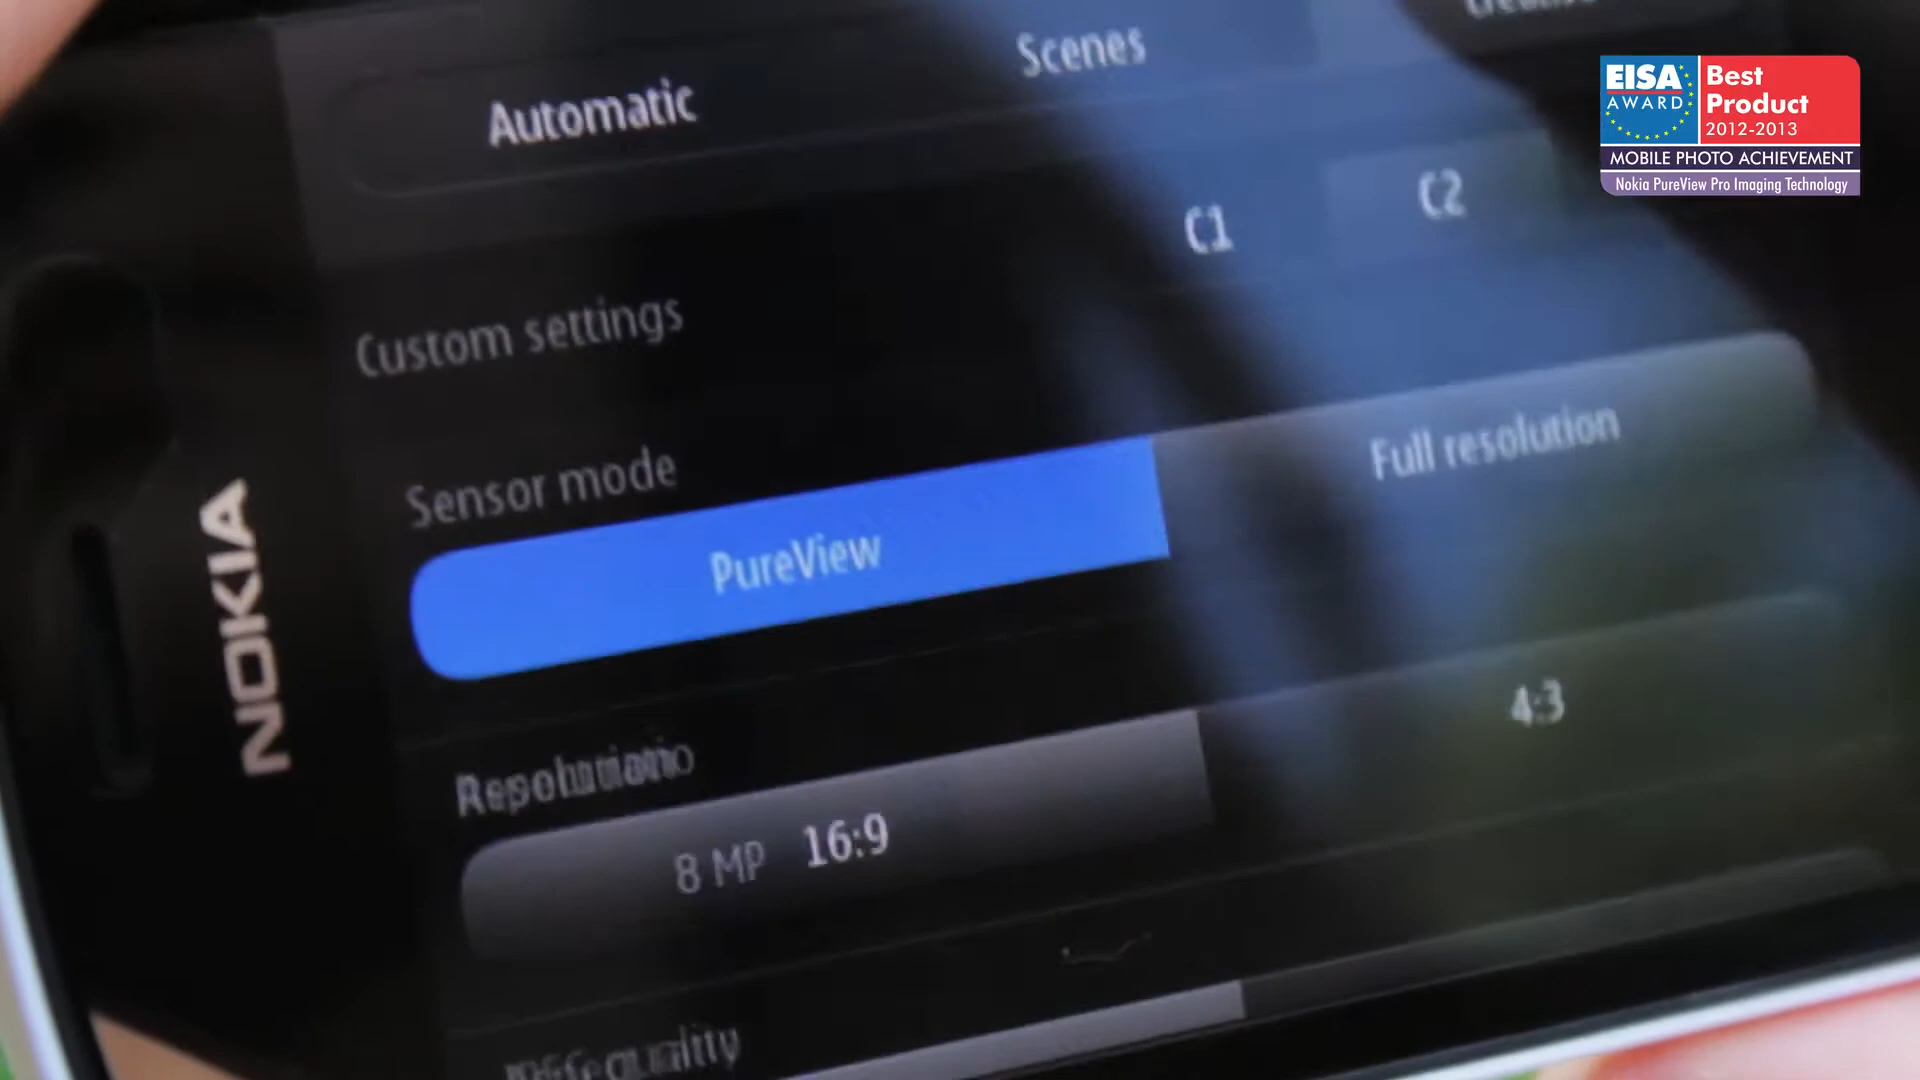 Scenes
Automatic
C1
C2
Custom settings
Sensor mode
PureView
Full resolution
8 MP
16:9
4:3
quality
NOKIA
EISA
AWARD
Best
Product
2012-2013
MOBILE PHOTO ACHIEVEMENT
Nokia PureView Pro Imaging Technology